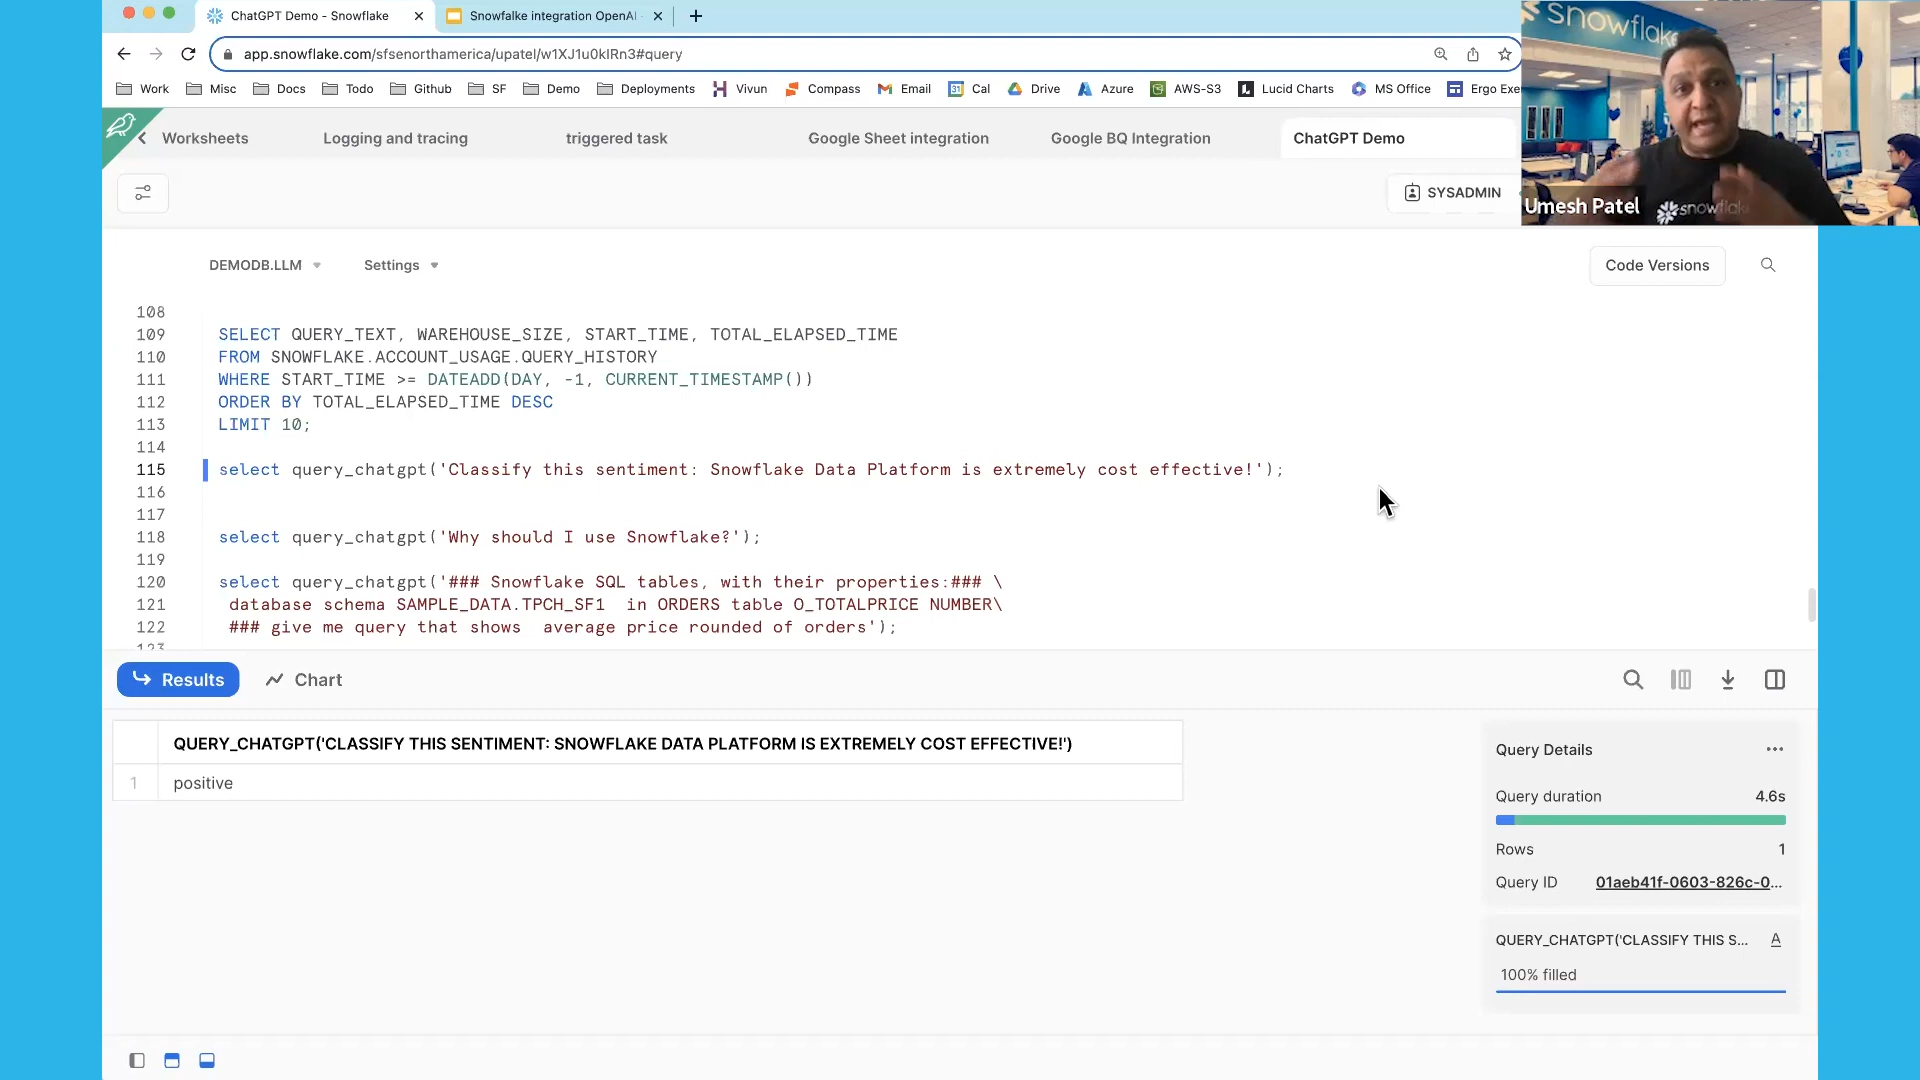 ChatGPT Demo - Snowflake
Snowfalke integration OpenAI
app.snowflake.com/sfsenorthamerica/upatel/w1XJ1u0klRn3#query
Work Misc Docs Todo Github SF Demo Deployments Vivun Compass Email Cal Drive Azure AWS-S3 Lucid Charts MS Office Ergo Exe
Worksheets Logging and tracing triggered task Google Sheet integration Google BQ Integration ChatGPT Demo
SYSADMIN
snowflake
Umesh Patel
snowflake
DEMODB.LLM Settings Code Versions
108
109 SELECT QUERY_TEXT, WAREHOUSE_SIZE, START_TIME, TOTAL_ELAPSED_TIME
110 FROM SNOWFLAKE.ACCOUNT_USAGE.QUERY_HISTORY
111 WHERE START_TIME >= DATEADD(DAY, -1, CURRENT_TIMESTAMP())
112 ORDER BY TOTAL_ELAPSED_TIME DESC
113 LIMIT 10;
114
115 select query_chatgpt('Classify this sentiment: Snowflake Data Platform is extremely cost effective!');
116
117
118 select query_chatgpt('Why should I use Snowflake?');
119
120 select query_chatgpt('### Snowflake SQL tables, with their properties:### \
121 database schema SAMPLE_DATA.TPCH_SF1 in ORDERS table O_TOTALPRICE NUMBER\
122 ### give me query that shows average price rounded of orders');
123
Results Chart
QUERY_CHATGPT('CLASSIFY THIS SENTIMENT: SNOWFLAKE DATA PLATFORM IS EXTREMELY COST EFFECTIVE!')
1 positive
Query Details ...
Query duration 4.6s
Rows 1
Query ID 01aeb41f-0603-826c-0...
QUERY_CHATGPT('CLASSIFY THIS S... A
100% filled